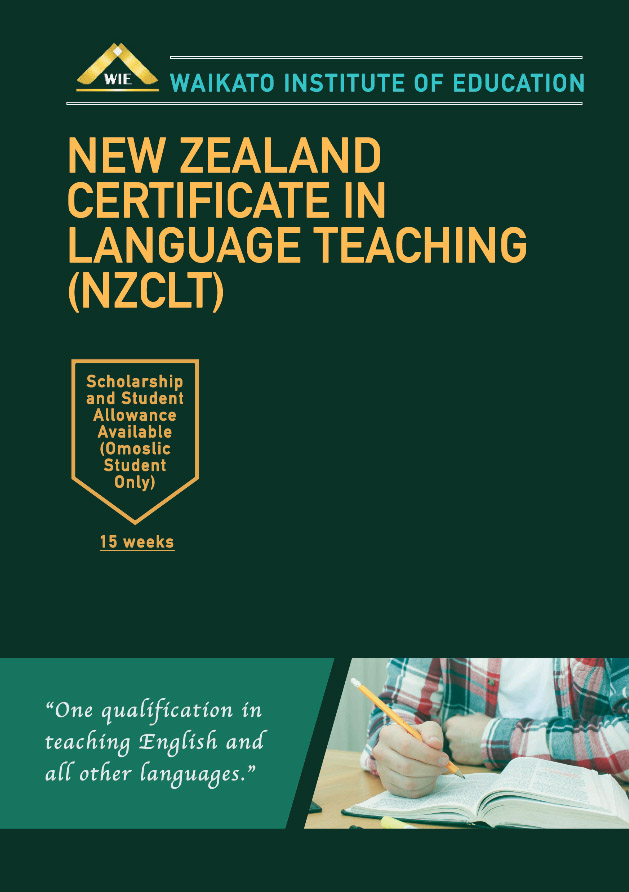 WIE
WAIKATO INSTITUTE OF EDUCATION
NEW ZEALAND
CERTIFICATE IN
LANGUAGE TEACHING
(NZCLT)
Scholarship
and Student
Allowance
Available
(Omoslic
Student
Only)
15 weeks
“One qualification in
teaching English and
all other languages.”